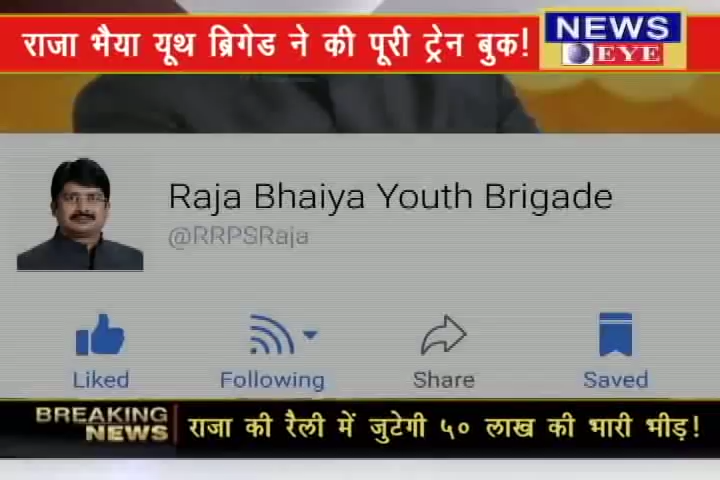 राजा भैया यूथ ब्रिगेड ने की पूरी ट्रेन बुक!
NEWS
EYE
Raja Bhaiya Youth Brigade
@RRPSRaja
Liked
Following
Share
Saved
BREAKING
NEWS
राजा की रैली में जुटेगी ५० लाख की भारी भीड़!